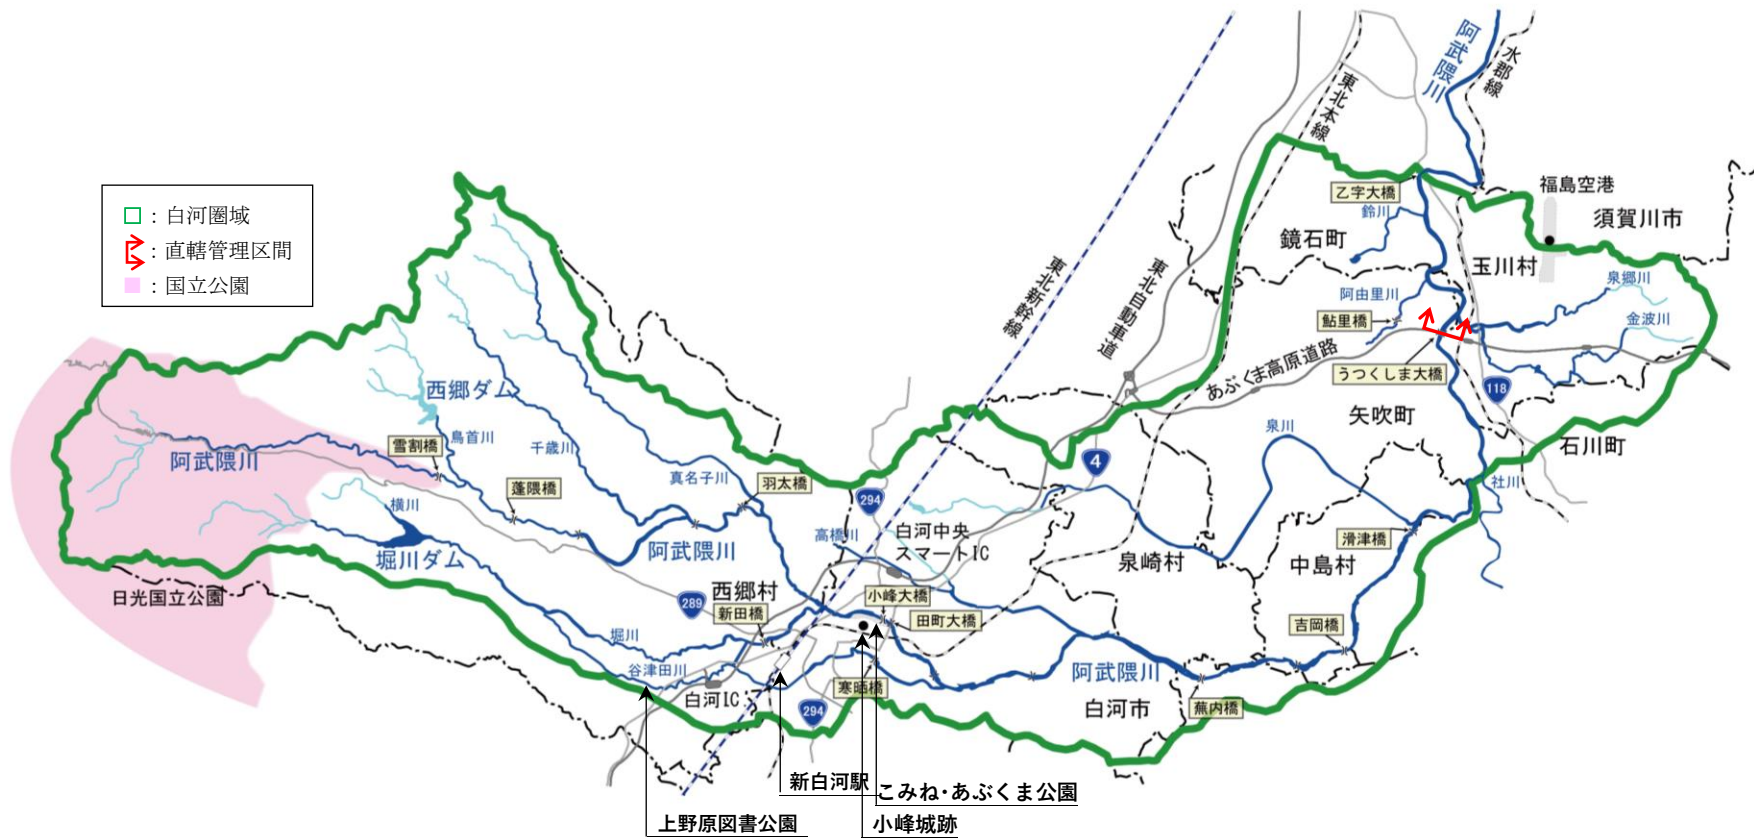 ：白河圏域
：直轄管理区間
：国立公園
阿武隈川
水郡線
東北本線
福島空港
須賀川市
乙字大橋
鈴川
鏡石町
玉川村
泉郷川
阿由里川
金波川
鮎里橋
東北新幹線
東北自動車道
あぶくま高原道路
うつくしま大橋
118
矢吹町
石川町
泉川
社川
西郷ダム
鳥首川
雪割橋
千歳川
阿武隈川
真名子川
羽太橋
蓬隈橋
横川
堀川ダム
阿武隈川
294
4
高橋川
白河中央
スマートIC
泉崎村
滑津橋
中島村
日光国立公園
289
西郷村
新田橋
小峰大橋
田町大橋
吉岡橋
堀川
谷津田川
阿武隈川
白河IC
寒晒橋
294
白河市
蕪内橋
新白河駅
こみね・あぶくま公園
上野原図書公園
小峰城跡